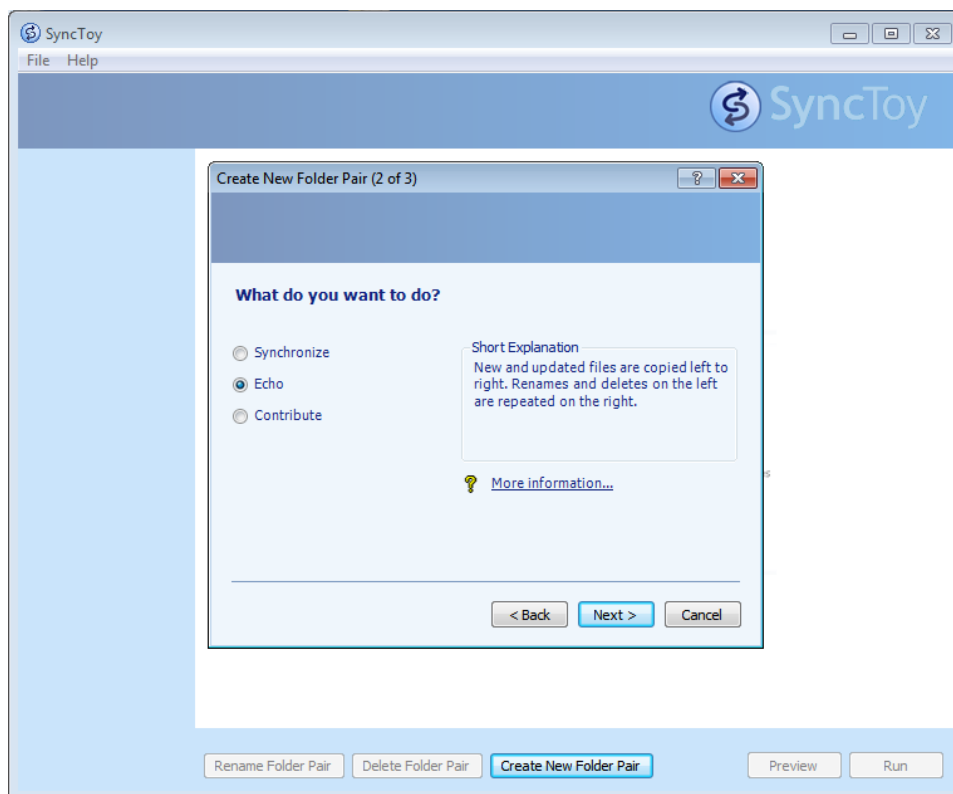 SyncToy
File Help
SyncToy
Create New Folder Pair (2 of 3)
What do you want to do?
Synchronize
Echo
Contribute
Short Explanation
New and updated files are copied left to
right. Renames and deletes on the left
are repeated on the right.
More information...
< Back Next > Cancel
Rename Folder Pair Delete Folder Pair Create New Folder Pair Preview Run